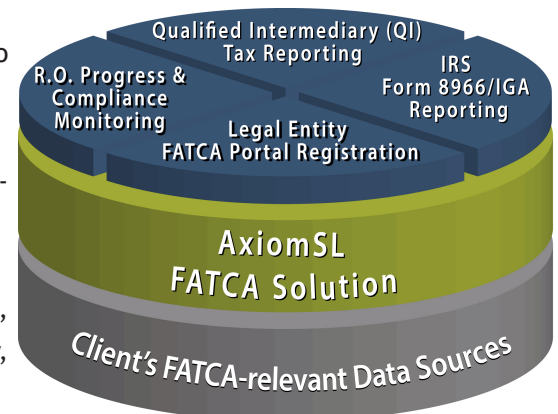 Qualified Intermediary (QI)
Tax Reporting
R.O. Progress &
Compliance
Monitoring
IRS
Form 8966/IGA
Reporting
Legal Entity
FATCA Portal Registration
AxiomSL
FATCA Solution
Client's FATCA-relevant Data Sources